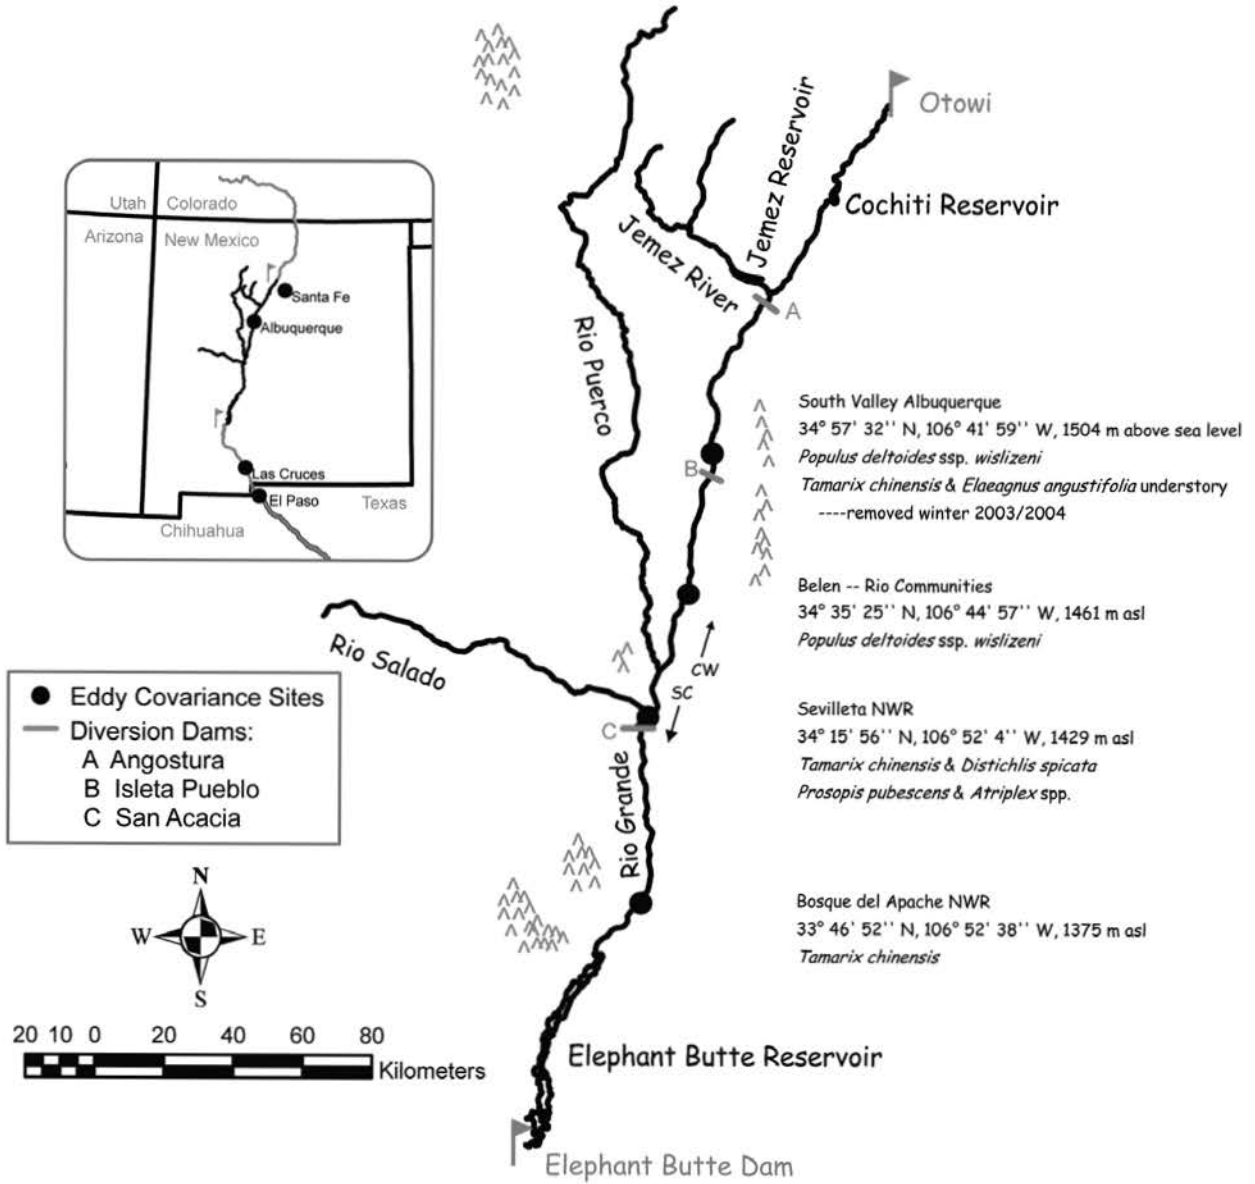 Otowi
Cochiti Reservoir
Jemez Reservoir
Jemez River
A
Rio Puerco
Utah
Colorado
Arizona
New Mexico
Santa Fe
Albuquerque
Las Cruces
El Paso
Texas
Chihuahua
South Valley Albuquerque
34° 57' 32'' N, 106° 41' 59'' W, 1504 m above sea level
Populus deltoides ssp. wislizeni
Tamarix chinensis & Elaeagnus angustifolia understory
----removed winter 2003/2004
B
Belen -- Rio Communities
34° 35' 25'' N, 106° 44' 57'' W, 1461 m asl
Populus deltoides ssp. wislizeni
Rio Salado
CW
SC
C
Sevilleta NWR
34° 15' 56'' N, 106° 52' 4'' W, 1429 m asl
Tamarix chinensis & Distichlis spicata
Prosopis pubescens & Atriplex spp.
Eddy Covariance Sites
Diversion Dams:
A Angostura
B Isleta Pueblo
C San Acacia
Rio Grande
N
W
E
S
Bosque del Apache NWR
33° 46' 52'' N, 106° 52' 38'' W, 1375 m asl
Tamarix chinensis
20 10 0 20 40 60 80
Kilometers
Elephant Butte Reservoir
Elephant Butte Dam